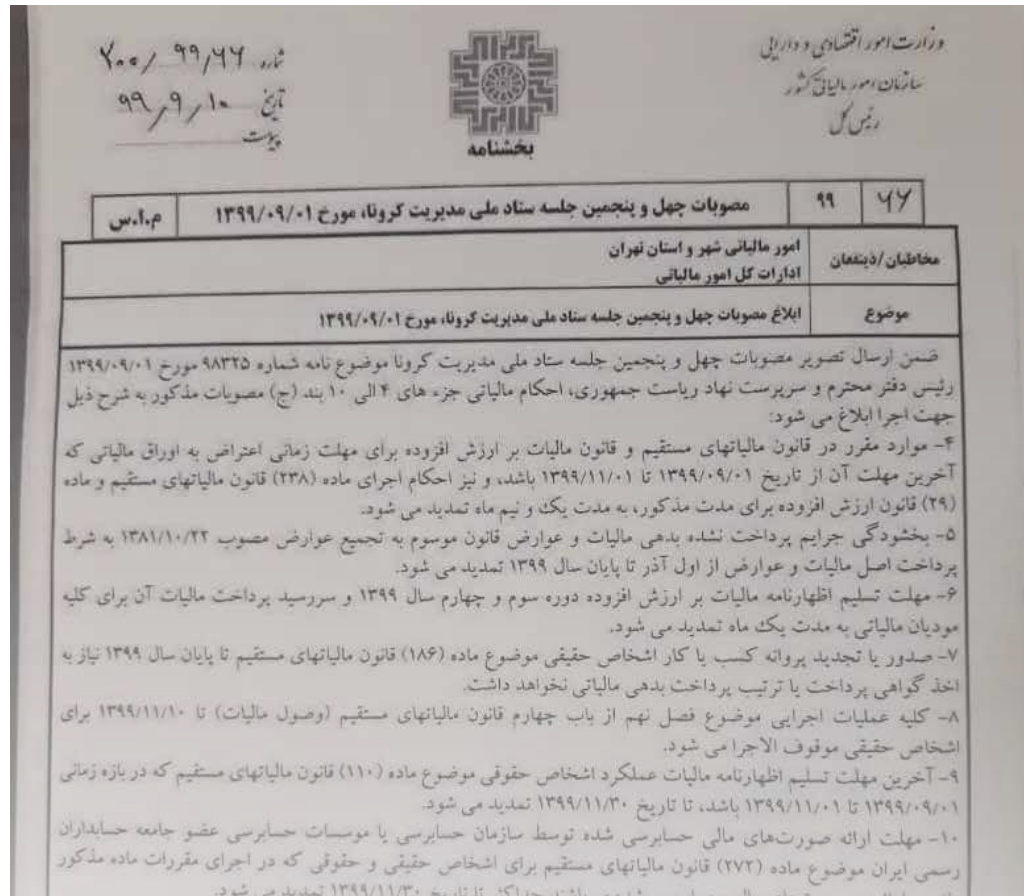 وزارت امور اقتصادی و دارایی
سازمان امور مالیاتی کشور
رئیس کل
بخشنامه
شماره ۲۰۰/۹۹/۶۶
تاریخ ۹۹/۹/۱۰
پیوست
۶۶ ۹۹ مصوبات چهل و پنجمین جلسه ستاد ملی مدیریت کرونا، مورخ ۱۳۹۹/۰۹/۰۱ م.ا.س
مخاطبان/ذینفعان
امور مالیاتی شهر و استان تهران
ادارات کل امور مالیاتی
موضوع ابلاغ مصوبات چهل و پنجمین جلسه ستاد ملی مدیریت کرونا، مورخ ۱۳۹۹/۰۹/۰۱
ضمن ارسال تصویر مصوبات چهل و پنجمین جلسه ستاد ملی مدیریت کرونا موضوع نامه شماره ۹۸۳۲۵ مورخ ۱۳۹۹/۰۹/۰۱
رئیس دفتر محترم و سرپرست نهاد ریاست جمهوری، احکام مالیاتی جزء های ۴ الی ۱۰ بند (ج) مصوبات مذکور به شرح ذیل
جهت اجرا ابلاغ می شود:
۴- موارد مقرر در قانون مالیاتهای مستقیم و قانون مالیات بر ارزش افزوده برای مهلت زمانی اعتراض به اوراق مالیاتی که
آخرین مهلت آن از تاریخ ۱۳۹۹/۰۹/۰۱ تا ۱۳۹۹/۱۱/۰۱ باشد، و نیز احکام اجرای ماده (۲۳۸) قانون مالیاتهای مستقیم و ماده
(۲۹) قانون ارزش افزوده برای مدت مذکور، به مدت یک و نیم ماه تمدید می شود.
۵- بخشودگی جرایم پرداخت نشده بدهی مالیات و عوارض قانون موسوم به تجمیع عوارض مصوب ۱۳۸۱/۱۰/۲۲ به شرط
پرداخت اصل مالیات و عوارض از اول آذر تا پایان سال ۱۳۹۹ تمدید می شود.
۶- مهلت تسلیم اظهارنامه مالیات بر ارزش افزوده دوره سوم و چهارم سال ۱۳۹۹ و سررسید پرداخت مالیات آن برای کلیه
مودیان مالیاتی به مدت یک ماه تمدید می شود.
۷- صدور یا تجدید پروانه کسب یا کار اشخاص حقیقی موضوع ماده (۱۸۶) قانون مالیاتهای مستقیم تا پایان سال ۱۳۹۹ نیاز به
اخذ گواهی پرداخت یا ترتیب پرداخت بدهی مالیاتی نخواهد داشت.
۸- کلیه عملیات اجرایی موضوع فصل نهم از باب چهارم قانون مالیاتهای مستقیم (وصول مالیات) تا ۱۳۹۹/۱۱/۱۰ برای
اشخاص حقیقی موقوف الاجرا می شود.
۹- آخرین مهلت تسلیم اظهارنامه مالیات عملکرد اشخاص حقوقی موضوع ماده (۱۱۰) قانون مالیاتهای مستقیم که در بازه زمانی
۱۳۹۹/۰۹/۰۱ تا ۱۳۹۹/۱۱/۰۱ باشد، تا تاریخ ۱۳۹۹/۱۱/۳۰ تمدید می شود.
۱۰- مهلت ارائه صورت‌های مالی حسابرسی شده توسط سازمان حسابرسی یا موسسات حسابرسی عضو جامعه حسابداران
رسمی ایران موضوع ماده (۲۷۲) قانون مالیاتهای مستقیم برای اشخاص حقیقی و حقوقی که در اجرای مقررات ماده مذکور
باشند حداکثر تا تاریخ ۱۳۹۹/۱۱/۳۰ تمدید می شود.